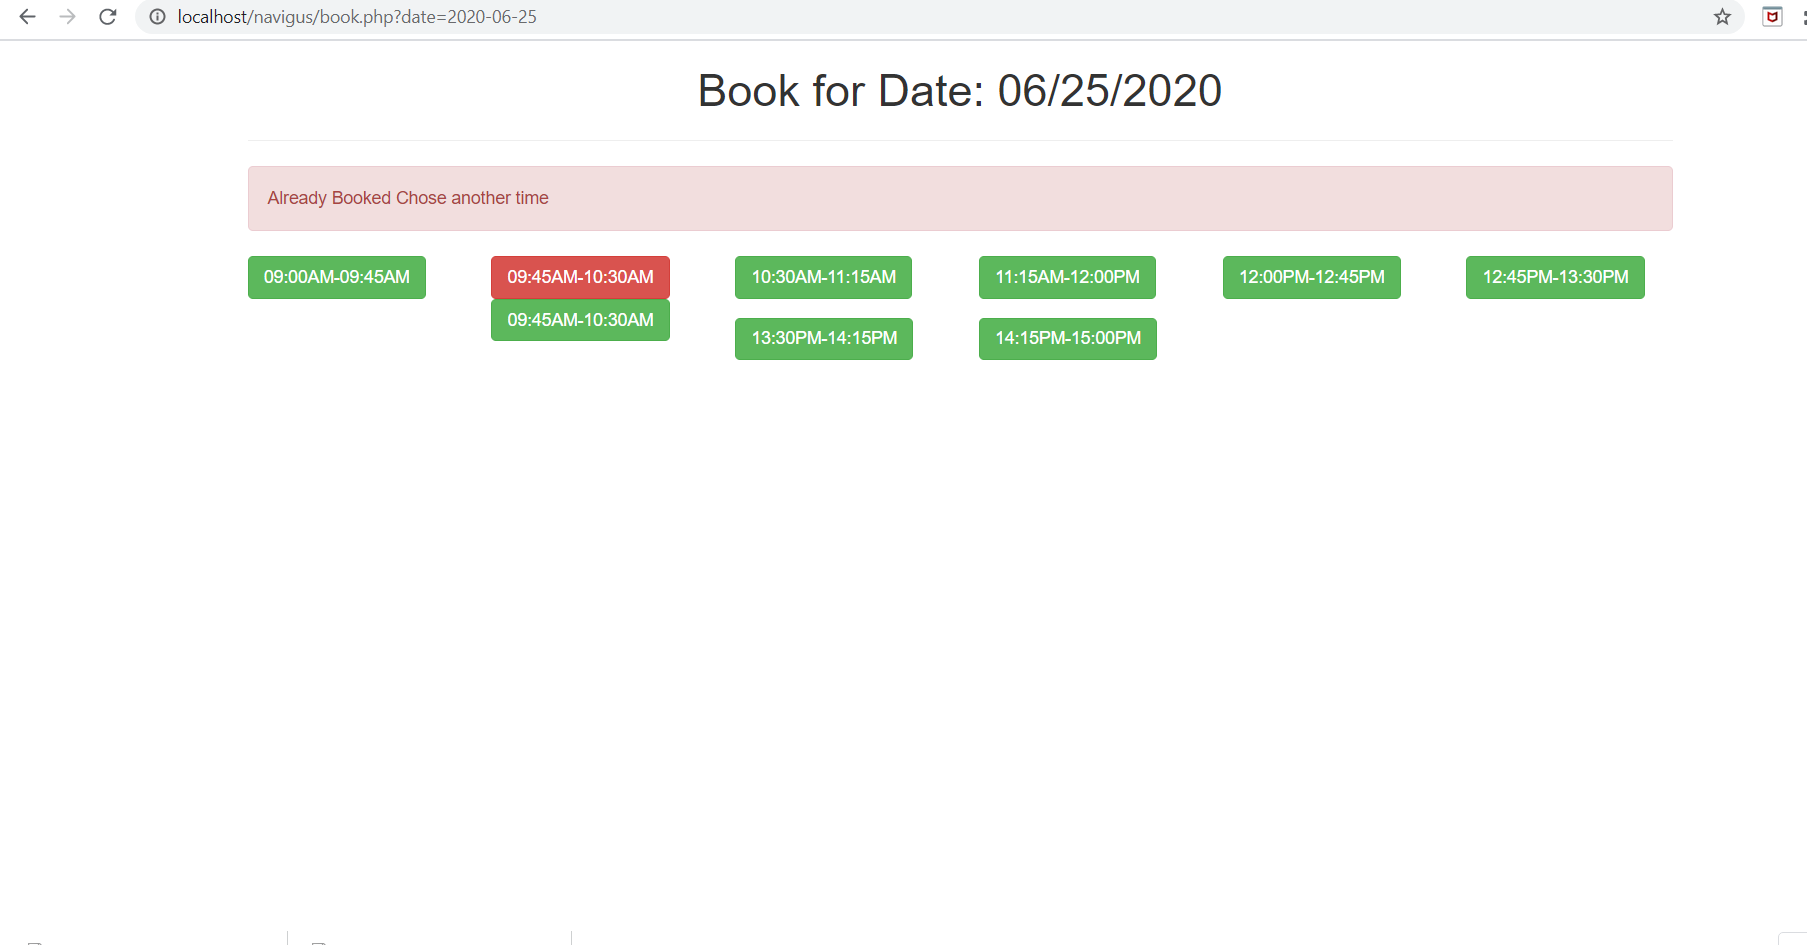 localhost/navigus/book.php?date=2020-06-25
Book for Date: 06/25/2020
Already Booked Chose another time
09:00AM-09:45AM
09:45AM-10:30AM
10:30AM-11:15AM
11:15AM-12:00PM
12:00PM-12:45PM
12:45PM-13:30PM
09:45AM-10:30AM
13:30PM-14:15PM
14:15PM-15:00PM